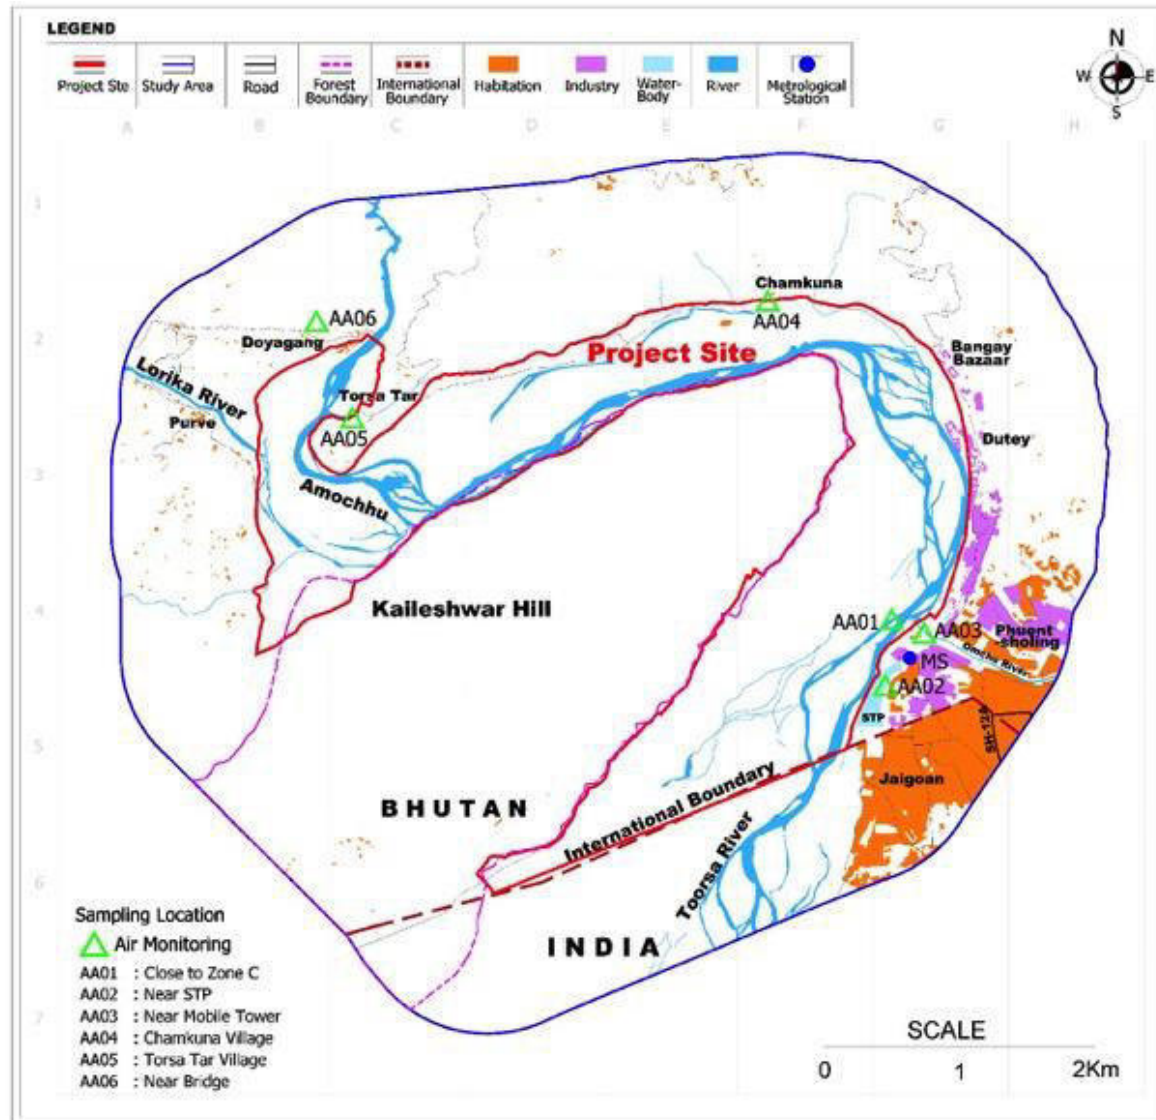 LEGEND
Project Ste
Study Area
Road
Forest
Boundary
International
Boundary
Habitation
Industry
Water-
Body
River
Metrological
Station
N
W E
S
A B C D E F G H
1
2
3
4
5
6
7
Chamkuna
AA04
AA06
Doyagang
Project Site
Bangay
Bazaar
Lorika River
Torsa Tar
Purve
AA05
Dutey
Amochhu
Kaileshwar Hill
AA01
AA03
Phuent
-sholing
Omchu River
MS
AA02
STP
SH-12A
Jaigoan
BHUTAN
International Boundary
Toorsa River
INDIA
Sampling Location
Air Monitoring
AA01 : Close to Zone C
AA02 : Near STP
AA03 : Near Mobile Tower
AA04 : Chamkuna Village
AA05 : Torsa Tar Village
AA06 : Near Bridge
SCALE
0 1 2Km